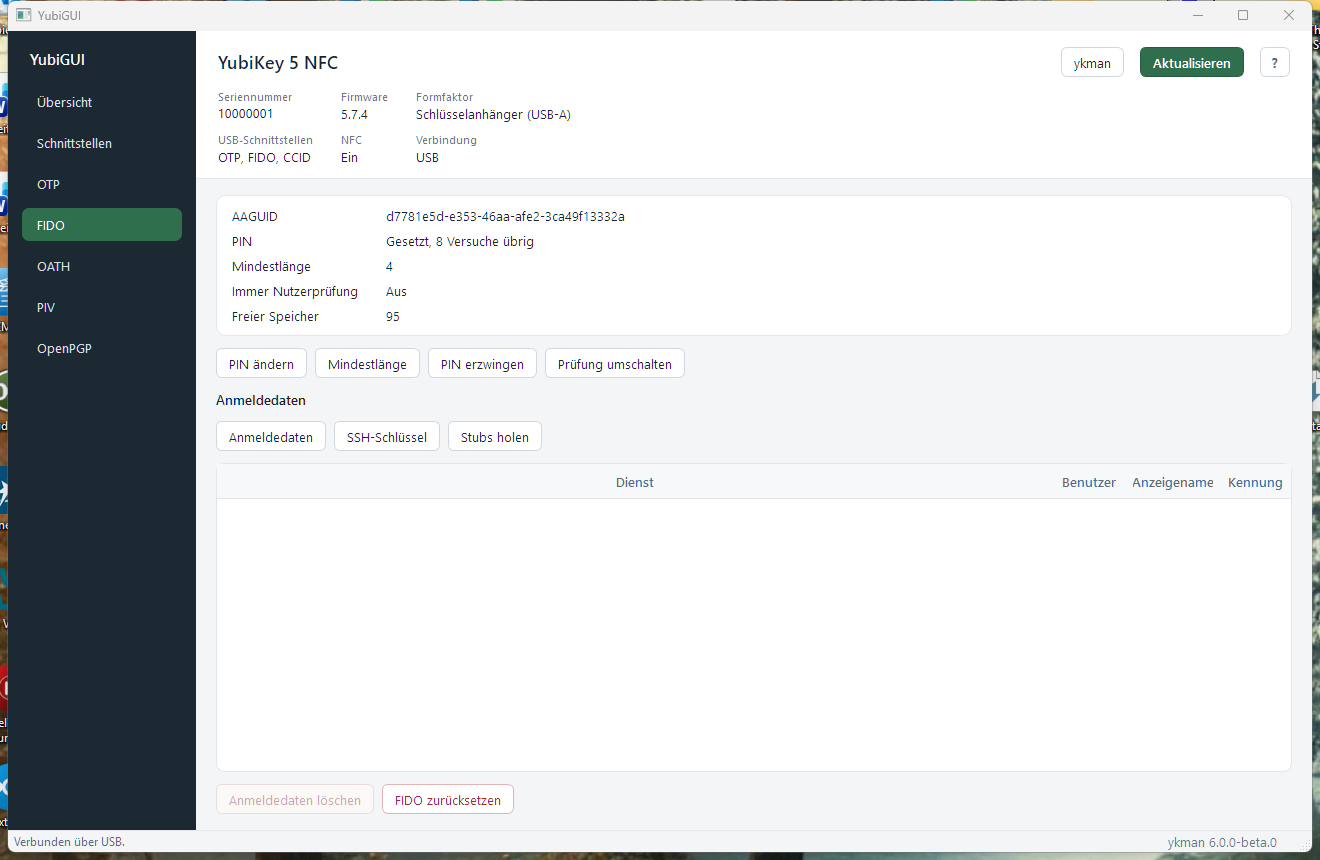 YubiGUI
YubiGUI
Übersicht
Schnittstellen
OTP
FIDO
OATH
PIV
OpenPGP
YubiKey 5 NFC
ykman
Aktualisieren
?
Seriennummer Firmware Formfaktor
10000001 5.7.4 Schlüsselanhänger (USB-A)
USB-Schnittstellen NFC Verbindung
OTP, FIDO, CCID Ein USB
AAGUID d7781e5d-e353-46aa-afe2-3ca49f13332a
PIN Gesetzt, 8 Versuche übrig
Mindestlänge 4
Immer Nutzerprüfung Aus
Freier Speicher 95
PIN ändern Mindestlänge PIN erzwingen Prüfung umschalten
Anmeldedaten
Anmeldedaten SSH-Schlüssel Stubs holen
Dienst Benutzer Anzeigename Kennung
Anmeldedaten löschen FIDO zurücksetzen
Verbunden über USB. ykman 6.0.0-beta.0